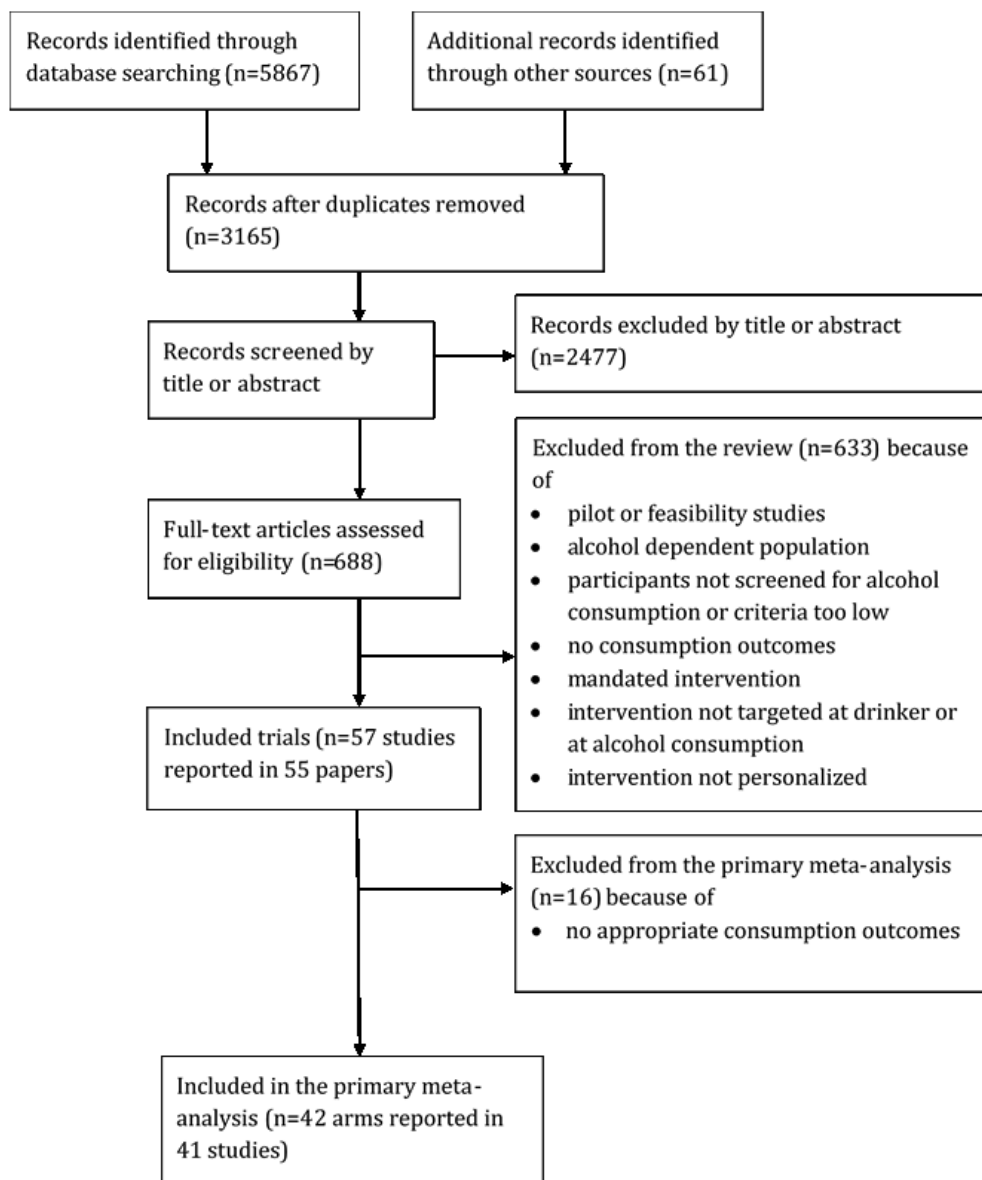 Records identified through
database searching (n=5867)
Additional records identified
through other sources (n=61)
Records after duplicates removed
(n=3165)
Records screened by
title or abstract
Records excluded by title or abstract
(n=2477)
Full-text articles assessed
for eligibility (n=688)
Excluded from the review (n=633) because
of
• pilot or feasibility studies
• alcohol dependent population
• participants not screened for alcohol
consumption or criteria too low
• no consumption outcomes
• mandated intervention
• intervention not targeted at drinker or
at alcohol consumption
• intervention not personalized
Included trials (n=57 studies
reported in 55 papers)
Excluded from the primary meta-analysis
(n=16) because of
• no appropriate consumption outcomes
Included in the primary meta-
analysis (n=42 arms reported in
41 studies)